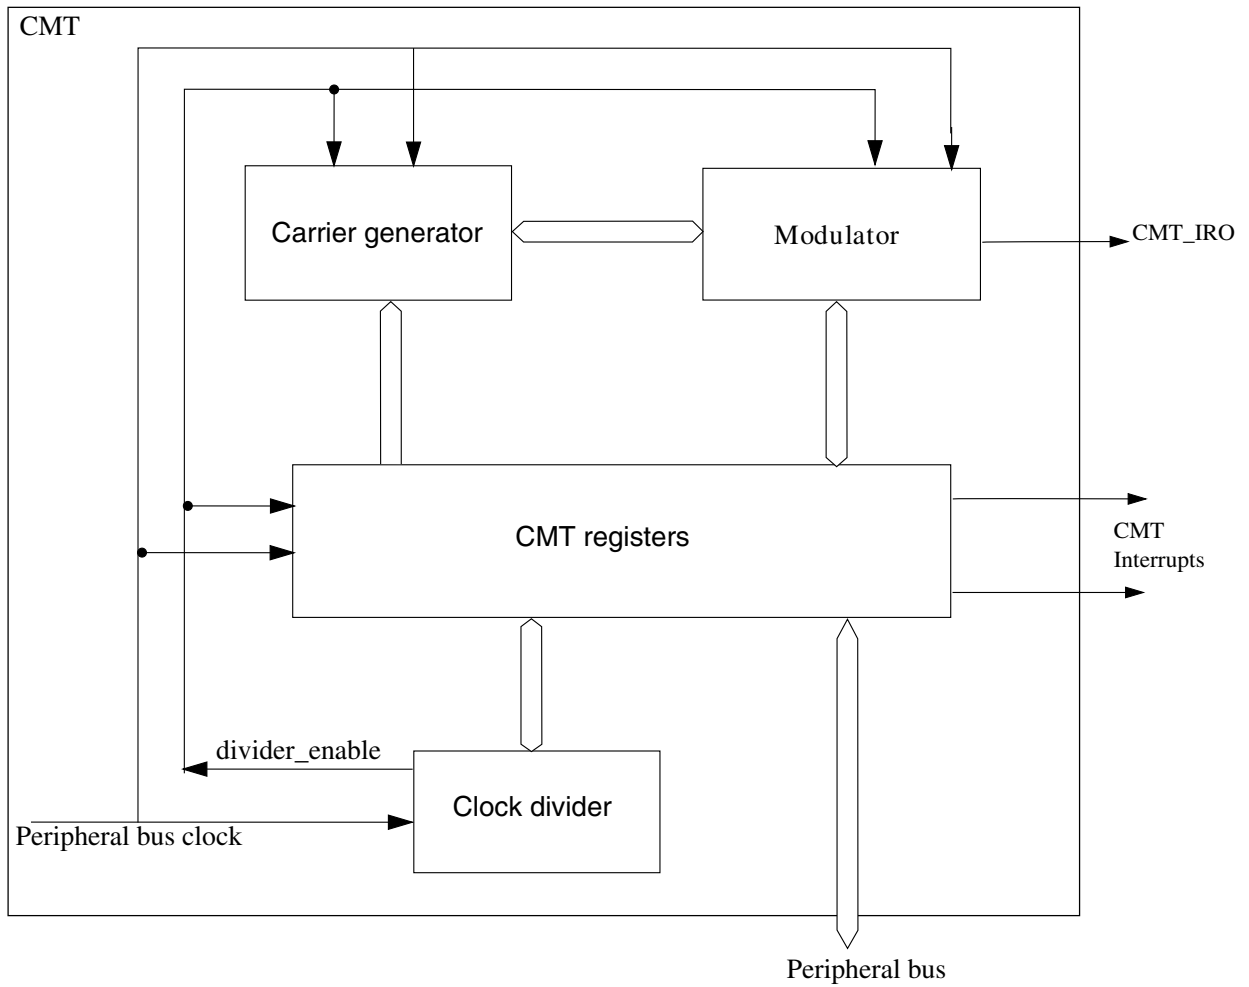 CMT
Carrier generator
Modulator
CMT_IRO
CMT registers
CMT
Interrupts
divider_enable
Clock divider
Peripheral bus clock
Peripheral bus